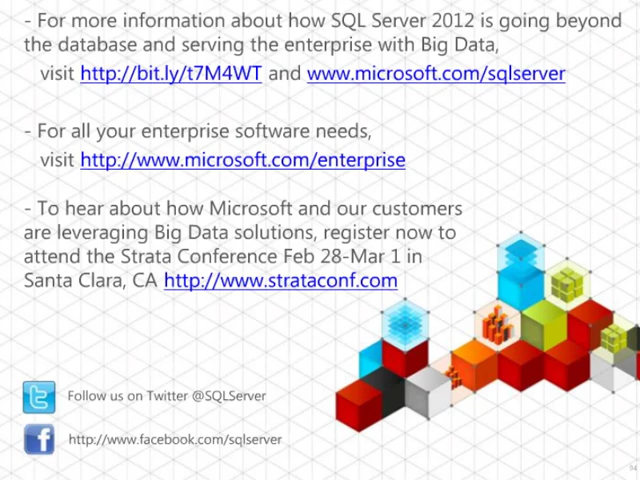 - For more information about how SQL Server 2012 is going beyond
the database and serving the enterprise with Big Data,
visit http://bit.ly/t7M4WT and www.microsoft.com/sqlserver
- For all your enterprise software needs,
visit http://www.microsoft.com/enterprise
- To hear about how Microsoft and our customers
are leveraging Big Data solutions, register now to
attend the Strata Conference Feb 28-Mar 1 in
Santa Clara, CA http://www.strataconf.com
Follow us on Twitter @SQLServer
http://www.facebook.com/sqlserver